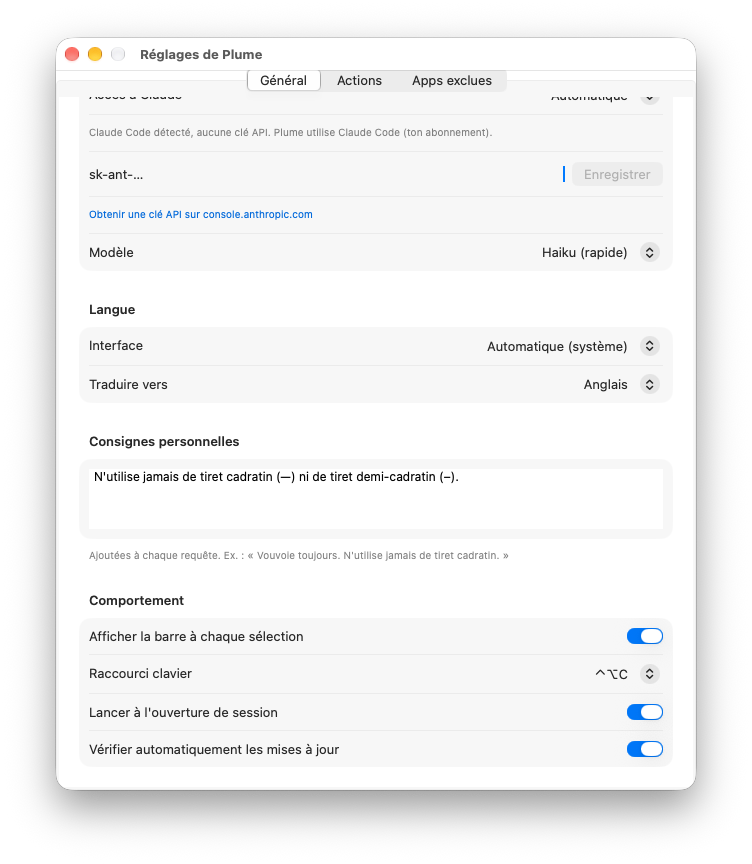 Réglages de Plume
Général Actions Apps exclues
Accès à Claude Automatique
Claude Code détecté, aucune clé API. Plume utilise Claude Code (ton abonnement).
sk-ant-... Enregistrer
Obtenir une clé API sur console.anthropic.com
Modèle Haiku (rapide)
Langue
Interface Automatique (système)
Traduire vers Anglais
Consignes personnelles
N'utilise jamais de tiret cadratin (—) ni de tiret demi-cadratin (–).
Ajoutées à chaque requête. Ex. : « Vouvoie toujours. N'utilise jamais de tiret cadratin. »
Comportement
Afficher la barre à chaque sélection
Raccourci clavier ^⌥C
Lancer à l'ouverture de session
Vérifier automatiquement les mises à jour